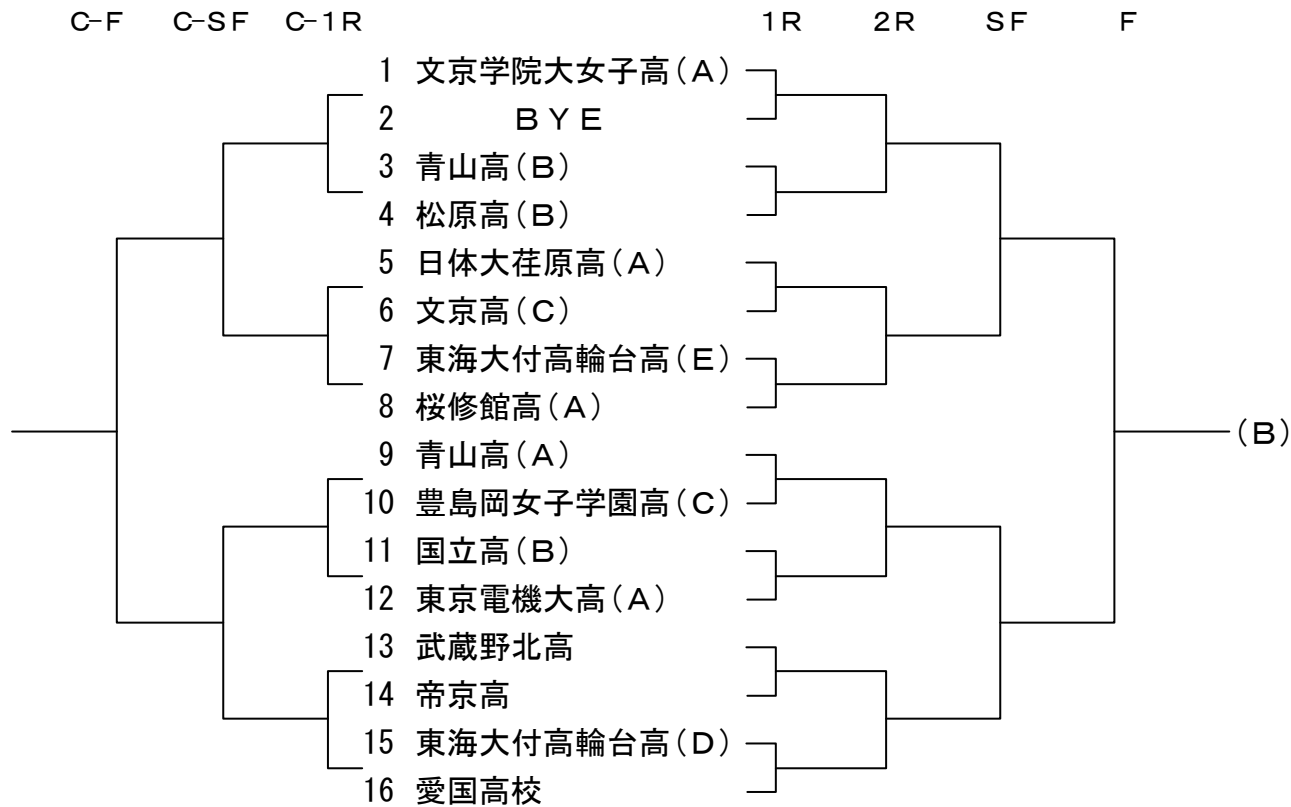 C-F C-SF C-1R 1R 2R SF F
1 文京学院大女子高(A)
2 BYE
3 青山高(B)
4 松原高(B)
5 日体大荏原高(A)
6 文京高(C)
7 東海大付高輪台高(E)
8 桜修館高(A)
(B)
9 青山高(A)
10 豊島岡女子学園高(C)
11 国立高(B)
12 東京電機大高(A)
13 武蔵野北高
14 帝京高
15 東海大付高輪台高(D)
16 愛国高校